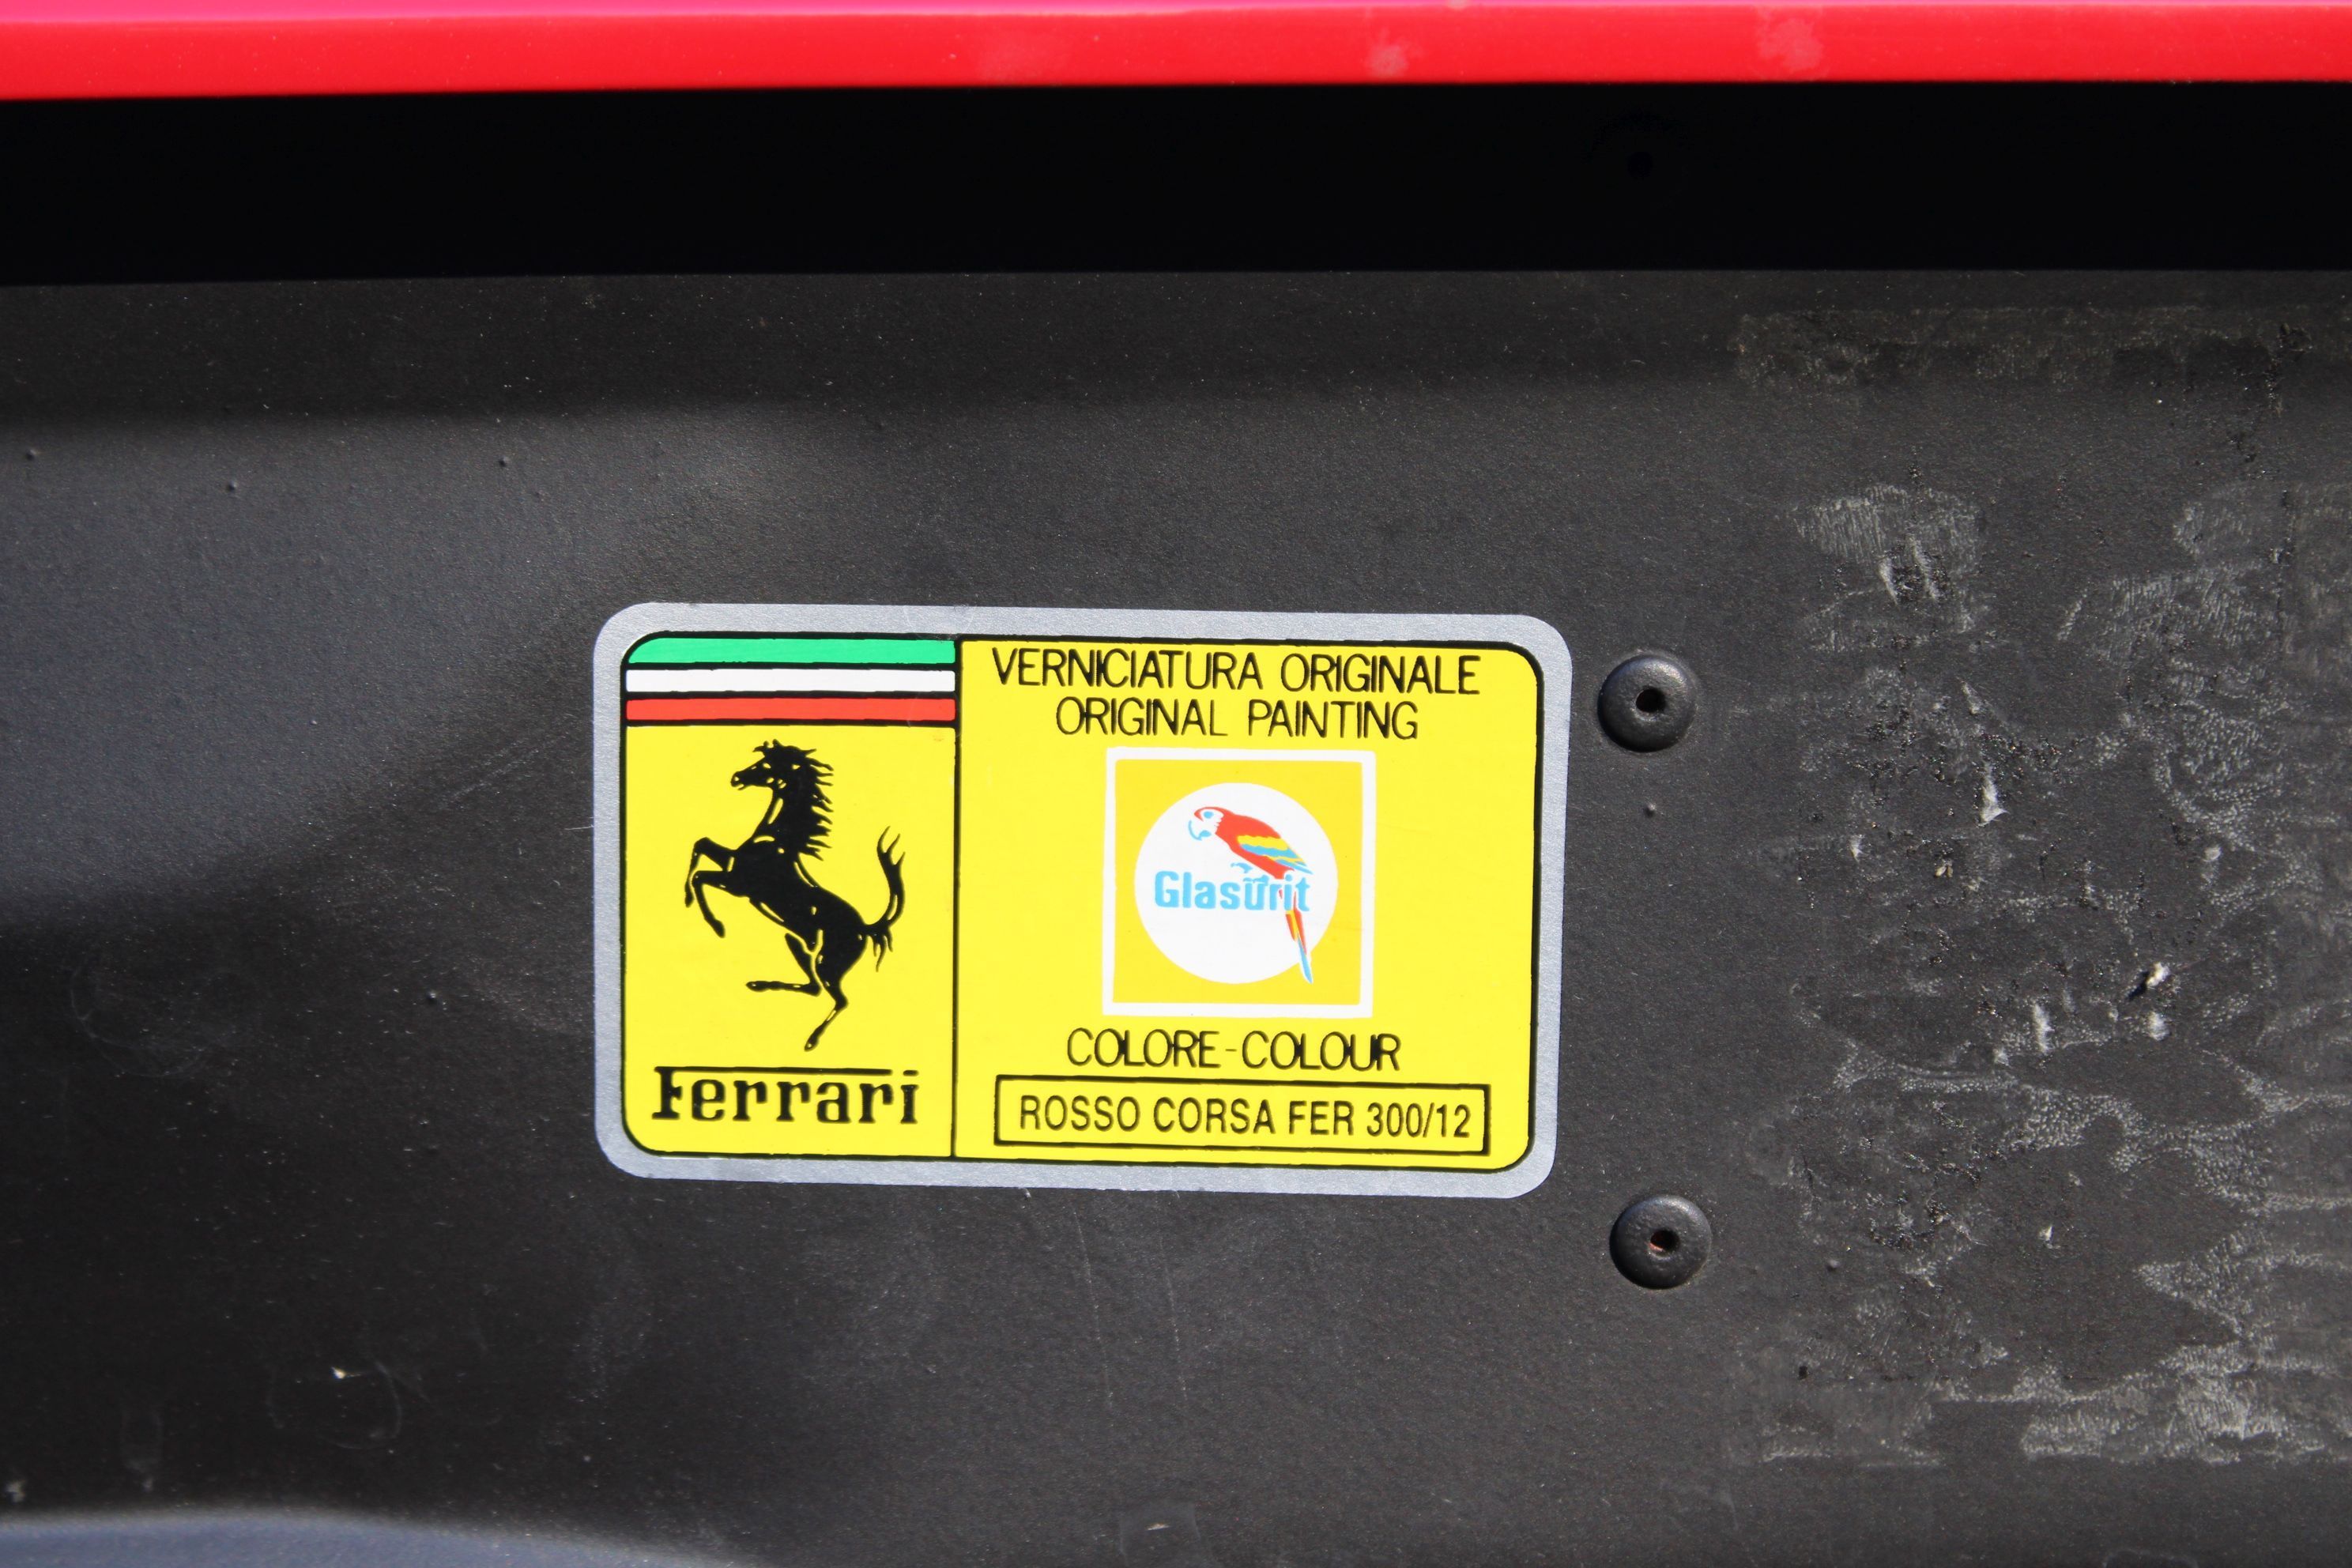 Ferrari
VERNICIATURA ORIGINALE
ORIGINAL PAINTING
Glasurit
COLORE-COLOUR
ROSSO CORSA FER 300/12